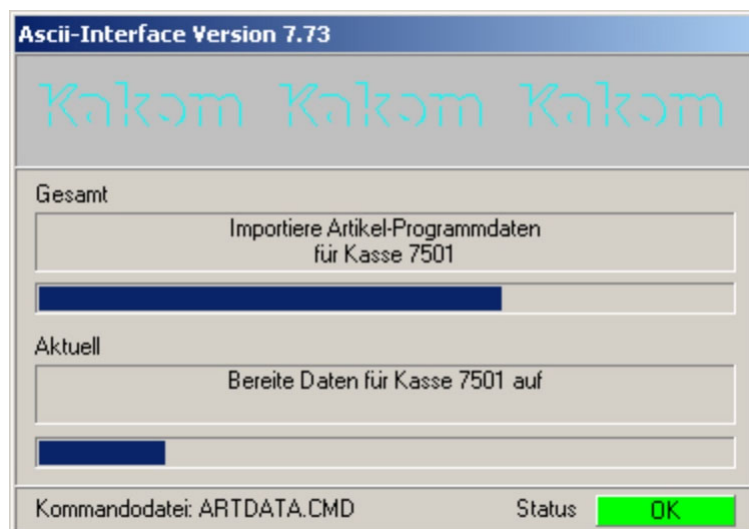 Ascii-Interface Version 7.73
Kakom Kakom Kakom
Gesamt
Importiere Artikel-Programmdaten
für Kasse 7501
Aktuell
Bereite Daten für Kasse 7501 auf
Kommandodatei: ARTDATA.CMD Status OK